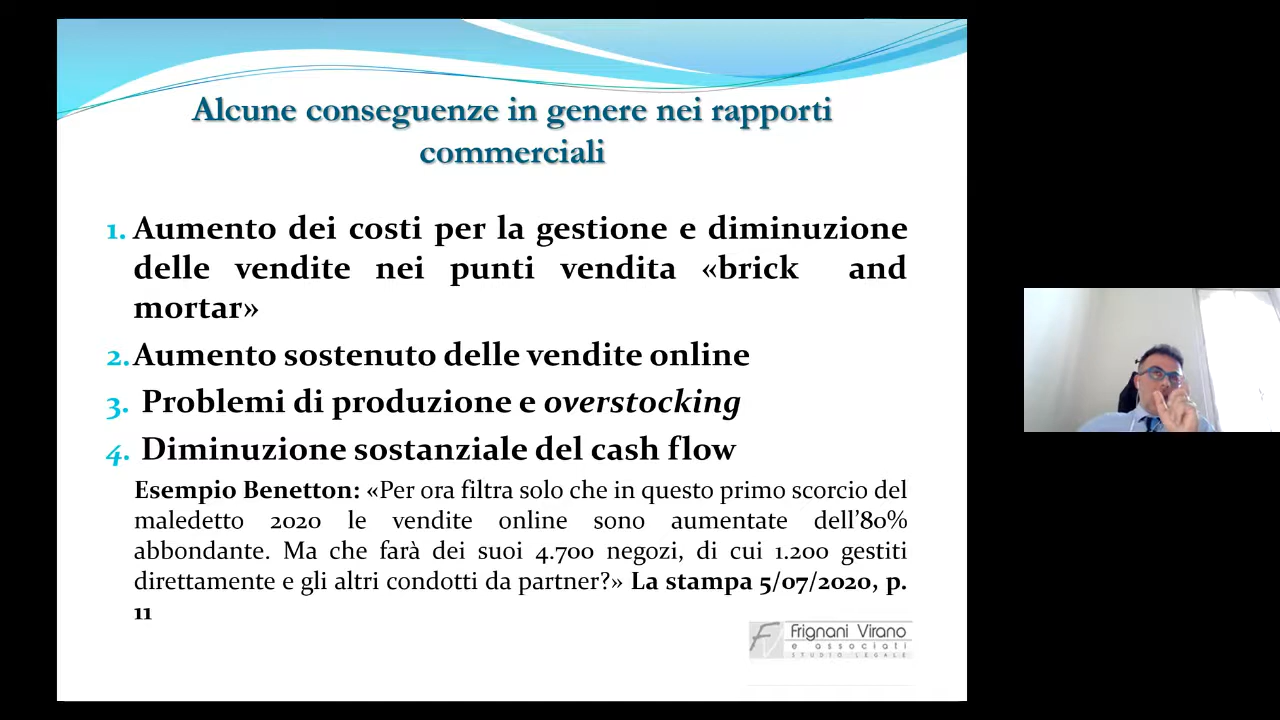 Alcune conseguenze in genere nei rapporti
commerciali
1. Aumento dei costi per la gestione e diminuzione
delle vendite nei punti vendita «brick and
mortar»
2. Aumento sostenuto delle vendite online
3. Problemi di produzione e overstocking
4. Diminuzione sostanziale del cash flow
Esempio Benetton: «Per ora filtra solo che in questo primo scorcio del
maledetto 2020 le vendite online sono aumentate dell’80%
abbondante. Ma che farà dei suoi 4.700 negozi, di cui 1.200 gestiti
direttamente e gli altri condotti da partner?» La stampa 5/07/2020, p.
11
FV
Frignani Virano
e associati
STUDIO LEGALE